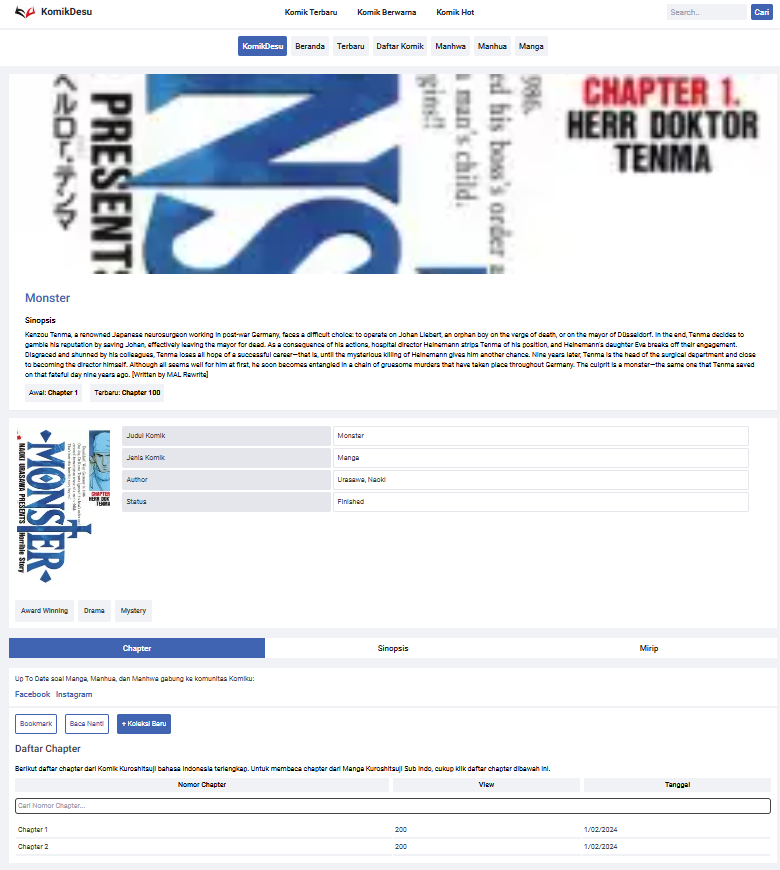 KomikDesu
Komik Terbaru Komik Berwarna Komik Hot
Search... Cari
KomikDesu Beranda Terbaru Daftar Komik Manhwa Manhua Manga
ヘルDr.テンマ
PRESENTS
986,
ed his boss's order a
a man's child.
gins!!
CHAPTER 1.
HERR DOKTOR
TENMA
Monster
Sinopsis
Kenzou Tenma, a renowned Japanese neurosurgeon working in post-war Germany, faces a difficult choice: to operate on Johan Liebert, an orphan boy on the verge of death, or on the mayor of Düsseldorf. In the end, Tenma decides to
gamble his reputation by saving Johan, effectively leaving the mayor for dead. As a consequence of his actions, hospital director Heinemann strips Tenma of his position, and Heinemann's daughter Eva breaks off their engagement.
Disgraced and shunned by his colleagues, Tenma loses all hope of a successful career—that is, until the mysterious killing of Heinemann gives him another chance. Nine years later, Tenma is the head of the surgical department and close
to becoming the director himself. Although all seems well for him at first, he soon becomes entangled in a chain of gruesome murders that have taken place throughout Germany. The culprit is a monster—the same one that Tenma saved
on that fateful day nine years ago. [Written by MAL Rewrite]
Awal: Chapter 1 Terbaru: Chapter 100
NAOKI URASAWA PRESENTS Horrible Story
MONSTER
CHAPTER
HERR DOK
TENMA
Judul Komik Monster
Jenis Komik Manga
Author Urasawa, Naoki
Status Finished
Award Winning Drama Mystery
Chapter Sinopsis Mirip
Up To Date soal Manga, Manhua, dan Manhwa gabung ke komunitas Komiku:
Facebook Instagram
Bookmark Baca Nanti + Koleksi Baru
Daftar Chapter
Berikut daftar chapter dari Komik Kuroshitsuji bahasa Indonesia terlengkap. Untuk membaca chapter dari Manga Kuroshitsuji Sub Indo, cukup klik daftar chapter dibawah ini.
Nomor Chapter View Tanggal
Cari Nomor Chapter...
Chapter 1 200 1/02/2024
Chapter 2 200 1/02/2024